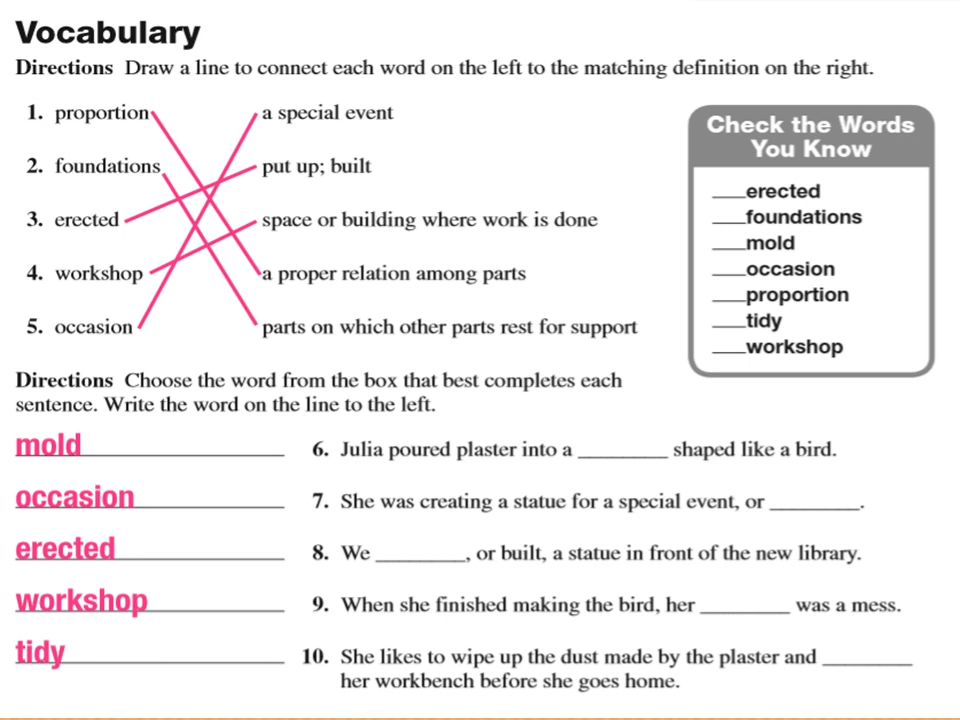 Vocabulary
Directions Draw a line to connect each word on the left to the matching definition on the right.
1. proportion a special event
2. foundations put up; built
3. erected space or building where work is done
4. workshop a proper relation among parts
5. occasion parts on which other parts rest for support
Check the Words
You Know
___erected
___foundations
___mold
___occasion
___proportion
___tidy
___workshop
Directions Choose the word from the box that best completes each
sentence. Write the word on the line to the left.
mold 6. Julia poured plaster into a ________ shaped like a bird.
occasion 7. She was creating a statue for a special event, or ________.
erected 8. We ________, or built, a statue in front of the new library.
workshop 9. When she finished making the bird, her ________ was a mess.
tidy 10. She likes to wipe up the dust made by the plaster and ________
her workbench before she goes home.